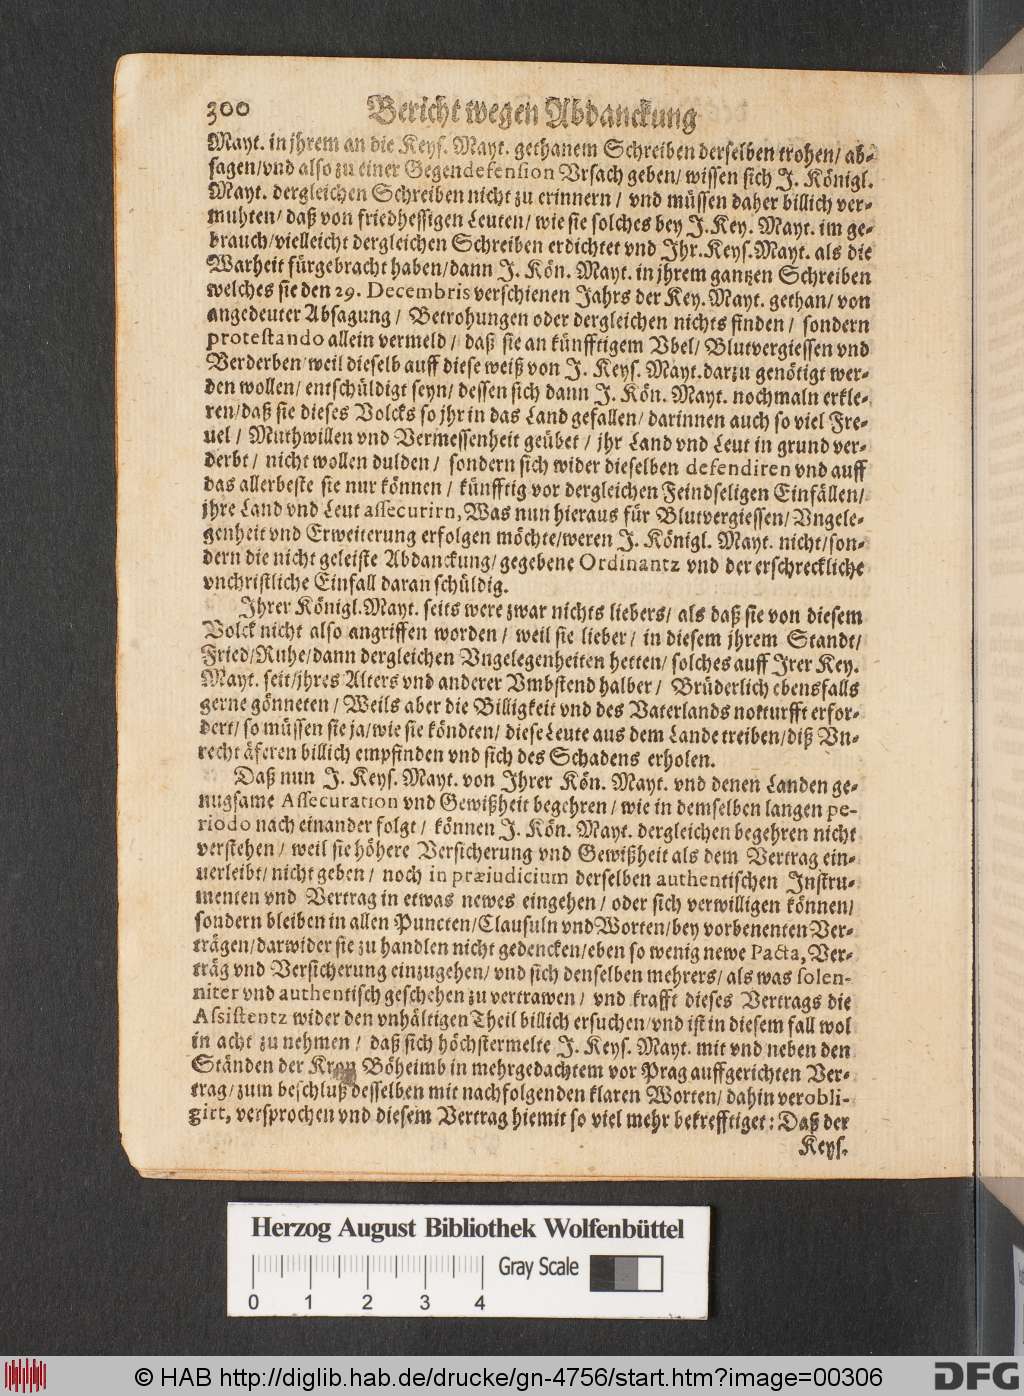 300 Bericht wegen Abdanckung
Mayt. in jhrem an die Keys. Mayt. gethanem Schreiben derselben trohen/ ab-
sagen/vnd also zu einer Gegendefension Vrsach geben/ wissen sich J. Königl.
Mayt. dergleichen Schreiben nicht zu erinnern / vnd müssen daher billich ver-
muhten/ daß von friedhessigen Leuten/ wie sie solches bey J. Key. Mayt. im ge-
brauch/vielleicht dergleichen Schreiben erdichtet vnd Ihr. Keys. Mayt. als die
Warheit fürgebracht haben/dann J. Kön. Mayt. in jhrem gantzen Schreiben
welches sie den 29. Decembris verschienen Jahrs der Key. Mayt. gethan/ von
angedeuter Absagung / Betrohungen oder dergleichen nichts finden / sondern
protestando allein vermeld / daß sie an künfftigem Vbel/ Blutvergiessen vnd
Verderben/ weil dieselb auff diese weiß von J. Keys. Mayt. darzu genötigt wer-
den wollen/ entschüldigt seyn/ dessen sich dann J. Kön. Mayt. nochmaln erkle-
ren/daß sie dieses Volcks so jhr in das Land gefallen/ darinnen auch so viel Fre-
uel / Muthwillen vnd Vermessenheit geübet / jhr Land vnd Leut in grund ver-
derbt / nicht wollen dulden / sondern sich wider dieselben defendiren vnd auff
das allerbeste sie nur können / künfftig vor dergleichen Feindseligen Einfällen/
jhre Land vnd Leut assecurirn, Was nun hieraus für Blutvergiessen/ Vngele-
genheit vnd Erweiterung erfolgen möchte/weren J. Königl. Mayt. nicht/son-
dern die nicht geleiste Abdanckung/ gegebene Ordinantz vnd der erschreckliche
vnchristliche Einfall daran schüldig.
Ihrer Königl. Mayt. seits were zwar nichts liebers/ als daß sie von diesem
Volck nicht also angriffen worden / weil sie lieber / in diesem jhrem Standt/
Fried/Ruhe/dann dergleichen Vngelegenheiten hetten/ solches auff Irer Key.
Mayt. seit/jhres Alters vnd anderer Vmbstend halber / Brüderlich ebensfalls
gerne gönneten / Weils aber die Billigkeit vnd des Vaterlands notturfft erfor-
dert/ so müssen sie ja/wie sie köndten/ diese Leute aus dem Lande treiben/diß Vn-
recht äferen billich empfinden vnd sich des Schadens erholen.
Daß nun J. Keys. Mayt. von Ihrer Kön. Mayt. vnd denen Landen ge-
nugsame Assecuration vnd Gewißheit begehren / wie in demselben langen pe-
riodo nach einander folgt / können J. Kön. Mayt. dergleichen begehren nicht
verstehen / weil sie höhere Versicherung vnd Gewißheit als dem Vertrag ein-
uerleibt/ nicht geben / noch in præiudicium derselben authentischen Instru-
menten vnd Vertrag in etwas newes eingehen / oder sich verwilligen können/
sondern bleiben in allen Puncten/Clausuln vnd Worten/bey vorbenenten Ver-
trägen/darwider sie zu handlen nicht gedencken/eben so wenig newe Pacta, Ver-
träg vnd Versicherung einzugehen/ vnd sich denselben mehrers/ als was solen-
niter vnd authentisch geschehen zu vertrawen / vnd krafft dieses Vertrags die
Assistentz wider den vnhältigen Theil billich ersuchen/vnd ist in diesem fall wol
in acht zu nehmen / daß sich höchstermelte J. Keys. Mayt. mit vnd neben den
Ständen der Kron Böheimb in mehrgedachtem vor Prag auffgerichten Ver-
trag/ zum beschluß desselben mit nachfolgenden klaren Worten/ dahin verobli-
girt, versprochen vnd diesem Vertrag hiemit so viel mehr bekrefftiget: Daß der
Keys.
Herzog August Bibliothek Wolfenbüttel
Gray Scale
0 1 2 3 4
© HAB http://diglib.hab.de/drucke/gn-4756/start.htm?image=00306
DFG